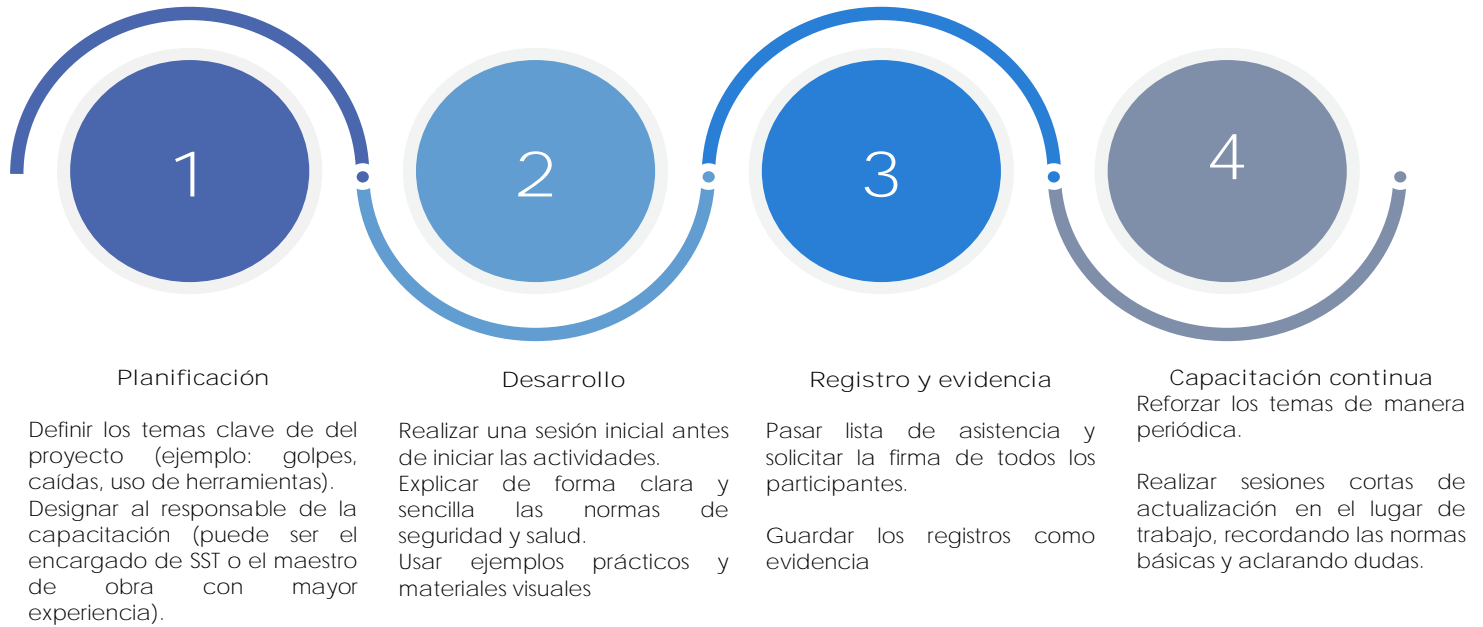 1
Planificación
Definir los temas clave de del
proyecto (ejemplo: golpes,
caídas, uso de herramientas).
Designar al responsable de la
capacitación (puede ser el
encargado de SST o el maestro
de obra con mayor
experiencia).
2
Desarrollo
Realizar una sesión inicial antes
de iniciar las actividades.
Explicar de forma clara y
sencilla las normas de
seguridad y salud.
Usar ejemplos prácticos y
materiales visuales
3
Registro y evidencia
Pasar lista de asistencia y
solicitar la firma de todos los
participantes.
Guardar los registros como
evidencia
4
Capacitación continua
Reforzar los temas de manera
periódica.
Realizar sesiones cortas de
actualización en el lugar de
trabajo, recordando las normas
básicas y aclarando dudas.